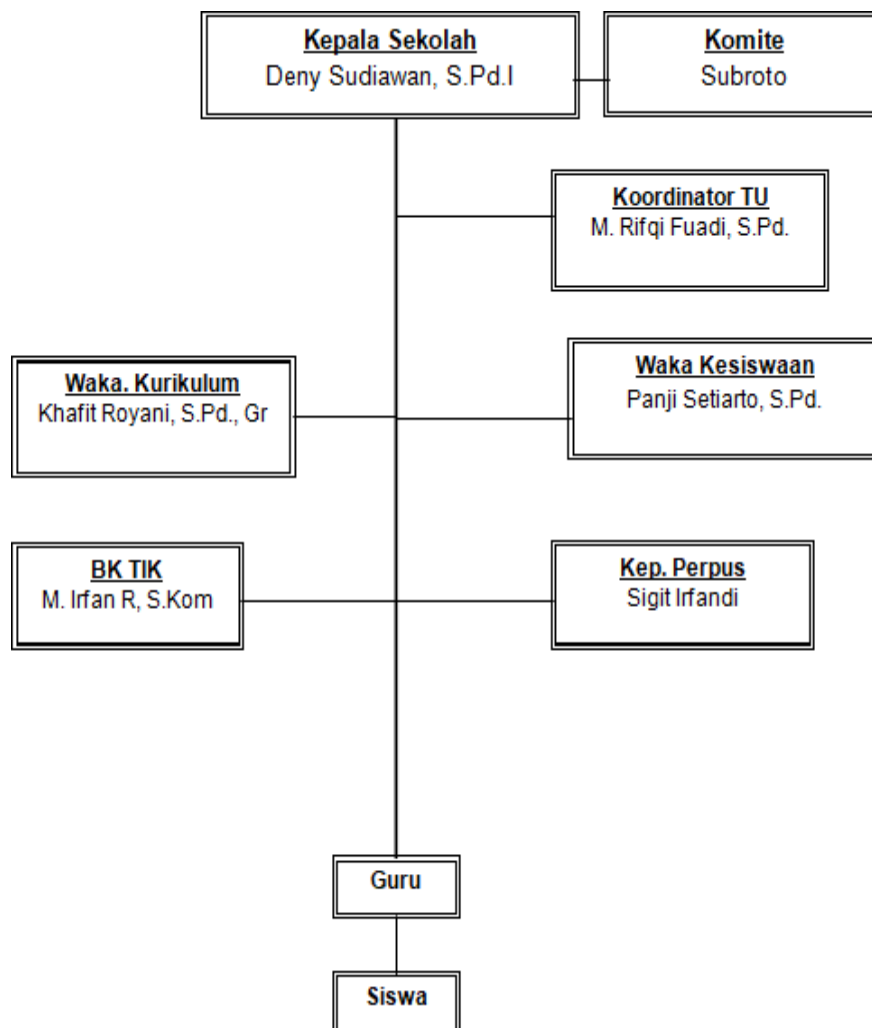 Kepala Sekolah
Deny Sudiawan, S.Pd.I
Komite
Subroto
Koordinator TU
M. Rifqi Fuadi, S.Pd.
Waka. Kurikulum
Khafit Royani, S.Pd., Gr
Waka Kesiswaan
Panji Setiarto, S.Pd.
BK TIK
M. Irfan R, S.Kom
Kep. Perpus
Sigit Irfandi
Guru
Siswa